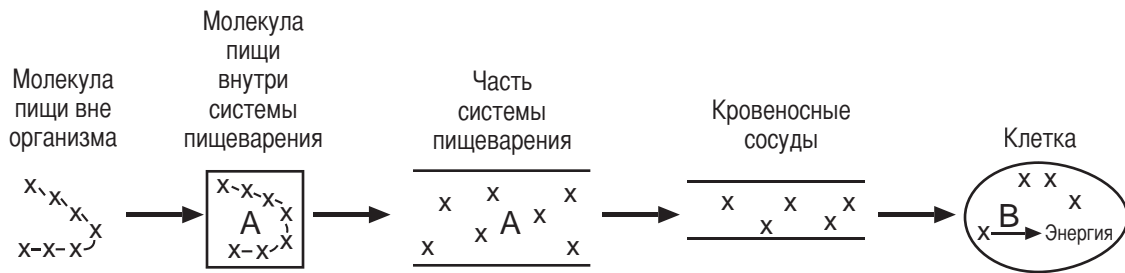 Молекула
пищи вне
организма
Молекула
пищи
внутри
системы
пищеварения
Часть
системы
пищеварения
Кровеносные
сосуды
Клетка
x x x x x x x
A
x x x x x x x
A
x x x x x x x x
x x x x x
x x x
B
x Энергия